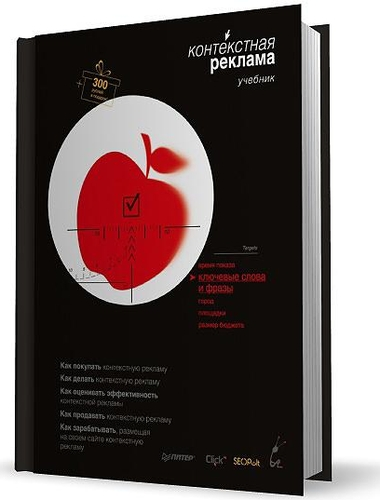 контекстная
реклама
учебник
+ 300
рублей
в подарок
Targets
время показа
➤ ключевые слова
и фразы
город
площадки
размер бюджета
Как покупать контекстную рекламу
Как делать контекстную рекламу
Как оценивать эффективность
контекстной рекламы
Как продавать контекстную рекламу
Как зарабатывать, размещая
на своем сайте контекстную
рекламу
ПИТЕР
Click
SEOPult